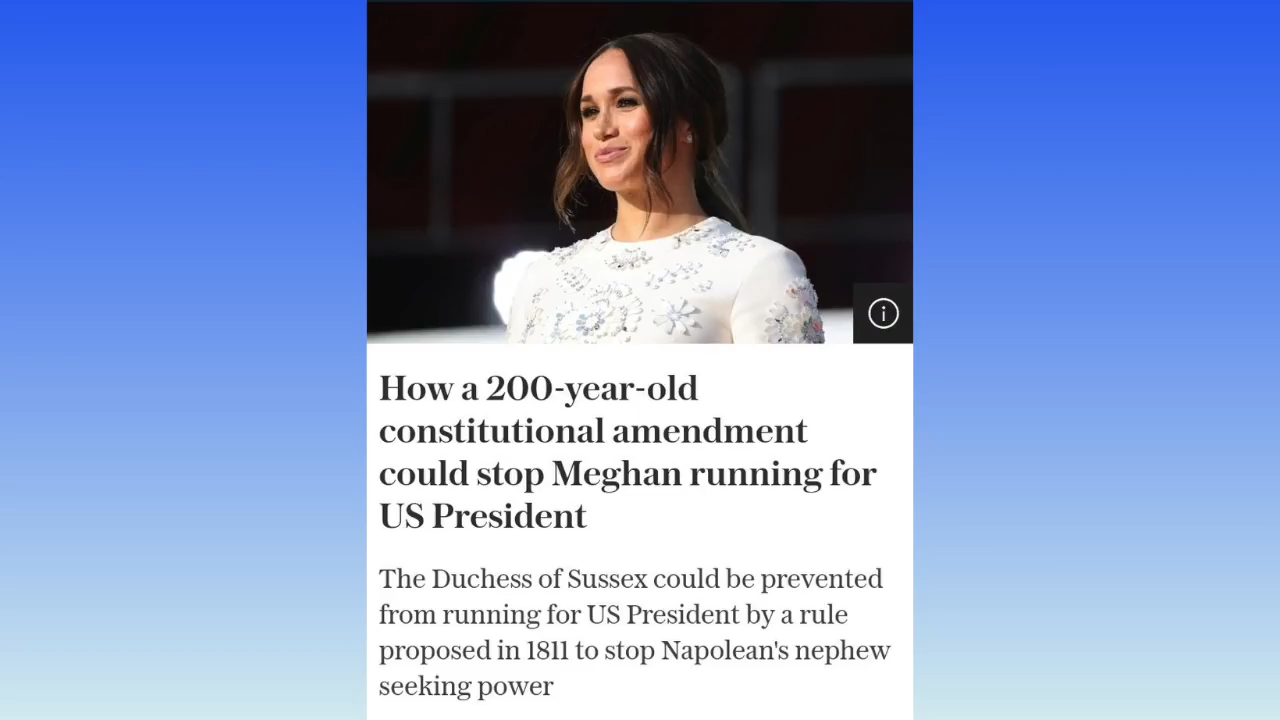 How a 200-year-old
constitutional amendment
could stop Meghan running for
US President
The Duchess of Sussex could be prevented
from running for US President by a rule
proposed in 1811 to stop Napolean's nephew
seeking power